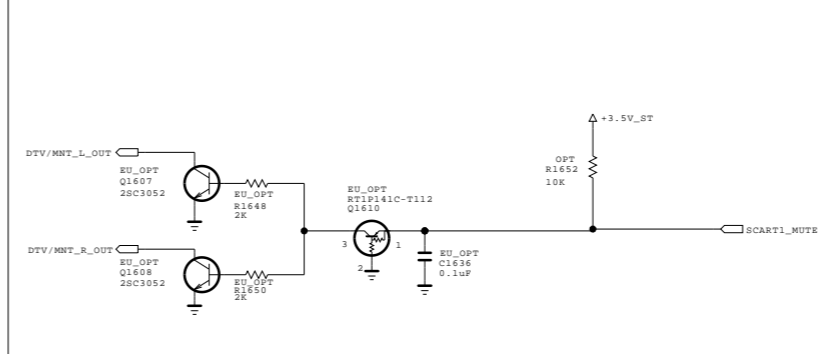 +3.5V_ST
OPT
R1652
10K
DTV/MNT_L_OUT
EU_OPT
Q1607
2SC3052
EU_OPT
R1648
2K
EU_OPT
RT1P141C-T112
Q1610
3
1
2
SCART1_MUTE
DTV/MNT_R_OUT
EU_OPT
Q1608
2SC3052
EU_OPT
R1650
2K
EU_OPT
C1636
0.1uF